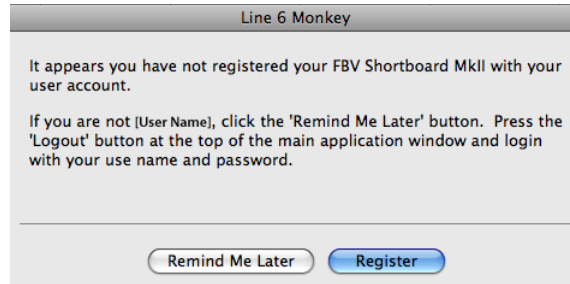 Line 6 Monkey
It appears you have not registered your FBV Shortboard MkII with your
user account.
If you are not [User Name], click the 'Remind Me Later' button.  Press the
'Logout' button at the top of the main application window and login
with your use name and password.
Remind Me Later
Register